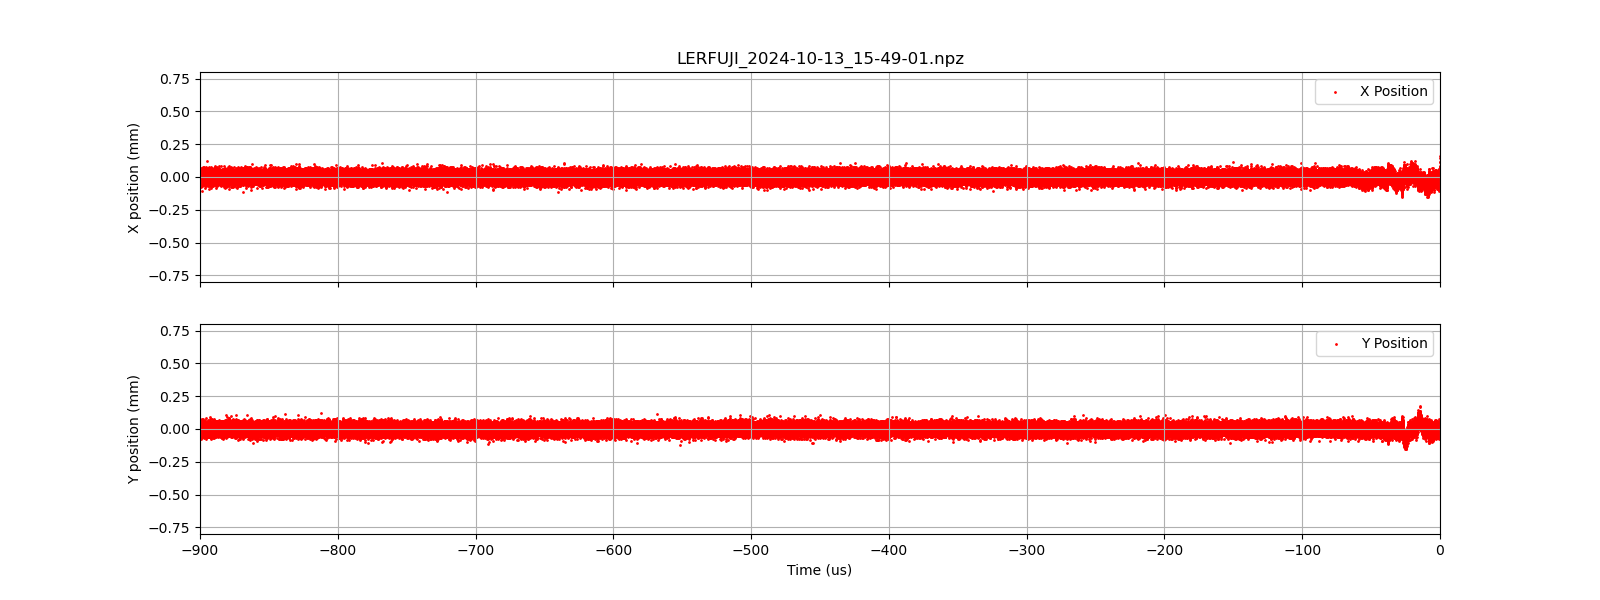 LERFUJI_2024-10-13_15-49-01.npz
X position (mm)
0.75
0.50
0.25
0.00
−0.25
−0.50
−0.75
X Position
Y position (mm)
0.75
0.50
0.25
0.00
−0.25
−0.50
−0.75
Y Position
−900 −800 −700 −600 −500 −400 −300 −200 −100 0
Time (us)